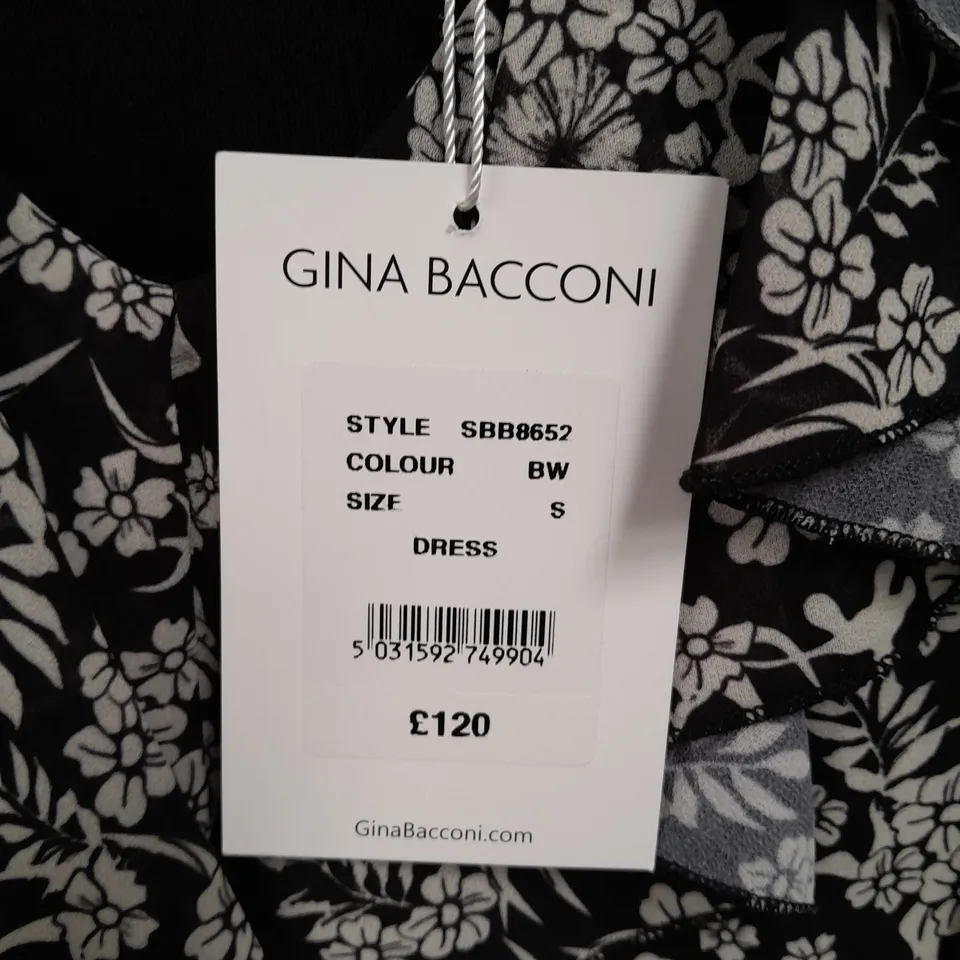 GINA BACCONI
STYLE SBB8652
COLOUR BW
SIZE S
DRESS
5 031592 749904
£120
GinaBacconi.com